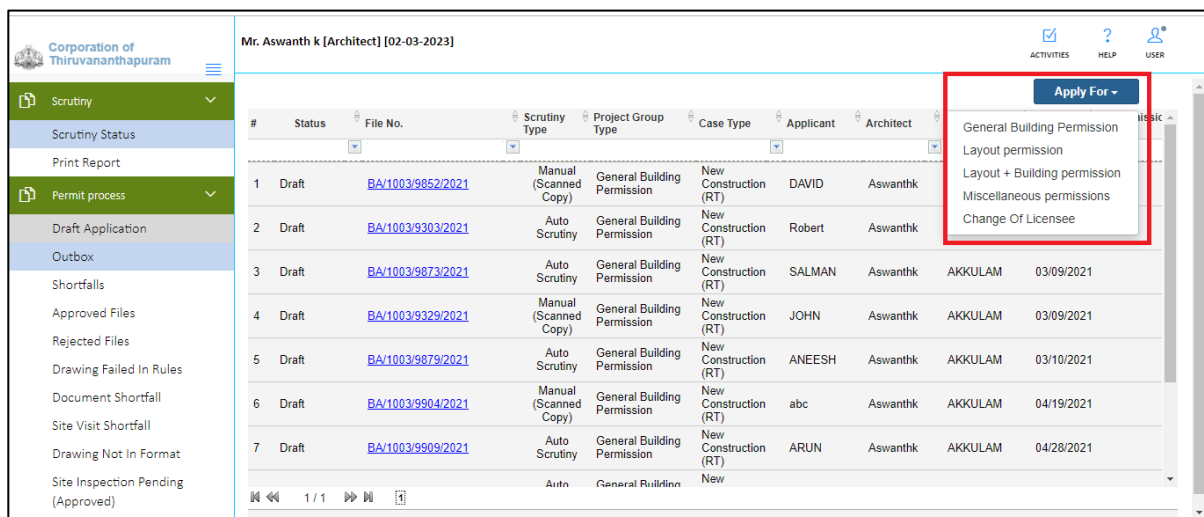 Corporation of
Thiruvananthapuram
Mr. Aswanth k [Architect] [02-03-2023]
ACTIVITIES
HELP
USER
Scrutiny
Scrutiny Status
Print Report
Permit process
Draft Application
Outbox
Shortfalls
Approved Files
Rejected Files
Drawing Failed In Rules
Document Shortfall
Site Visit Shortfall
Drawing Not In Format
Site Inspection Pending
(Approved)
Apply For
General Building Permission
Layout permission
Layout + Building permission
Miscellaneous permissions
Change Of Licensee
# Status File No. Scrutiny Type Project Group Type Case Type Applicant Architect
1 Draft BA/1003/9852/2021 Manual (Scanned Copy) General Building Permission New Construction (RT) DAVID Aswanthk
2 Draft BA/1003/9303/2021 Auto Scrutiny General Building Permission New Construction (RT) Robert Aswanthk
3 Draft BA/1003/9873/2021 Auto Scrutiny General Building Permission New Construction (RT) SALMAN Aswanthk AKKULAM 03/09/2021
4 Draft BA/1003/9329/2021 Manual (Scanned Copy) General Building Permission New Construction (RT) JOHN Aswanthk AKKULAM 03/09/2021
5 Draft BA/1003/9879/2021 Auto Scrutiny General Building Permission New Construction (RT) ANEESH Aswanthk AKKULAM 03/10/2021
6 Draft BA/1003/9904/2021 Manual (Scanned Copy) General Building Permission New Construction (RT) abc Aswanthk AKKULAM 04/19/2021
7 Draft BA/1003/9909/2021 Auto Scrutiny General Building Permission New Construction (RT) ARUN Aswanthk AKKULAM 04/28/2021
Auto General Building New
1 / 1 1